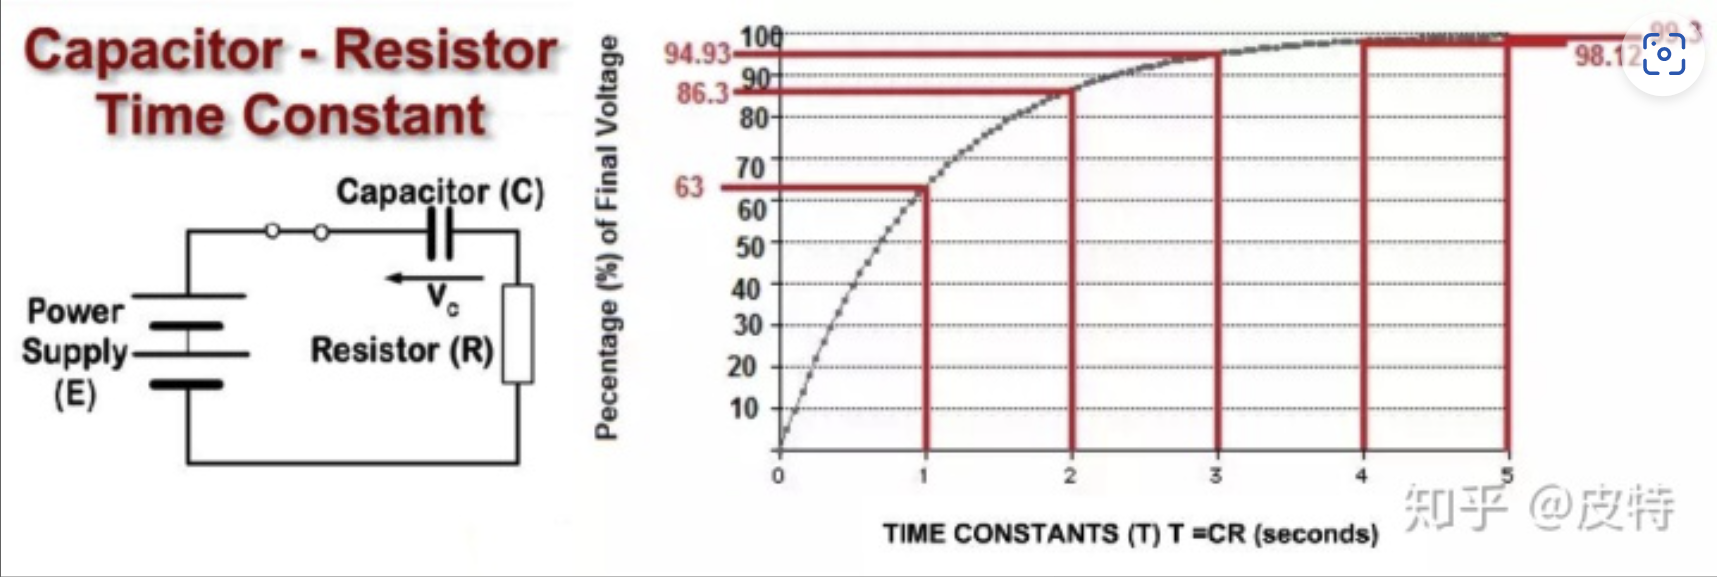 Capacitor - Resistor
Time Constant
Capacitor (C)
Vc
Power
Supply
(E)
Resistor (R)
Pecentage (%) of Final Voltage
100
94.93
90
86.3
80
70
63
60
50
40
30
20
10
99.3
98.12
0 1 2 3 4 5
TIME CONSTANTS (T) T =CR (seconds)
知乎 @皮特